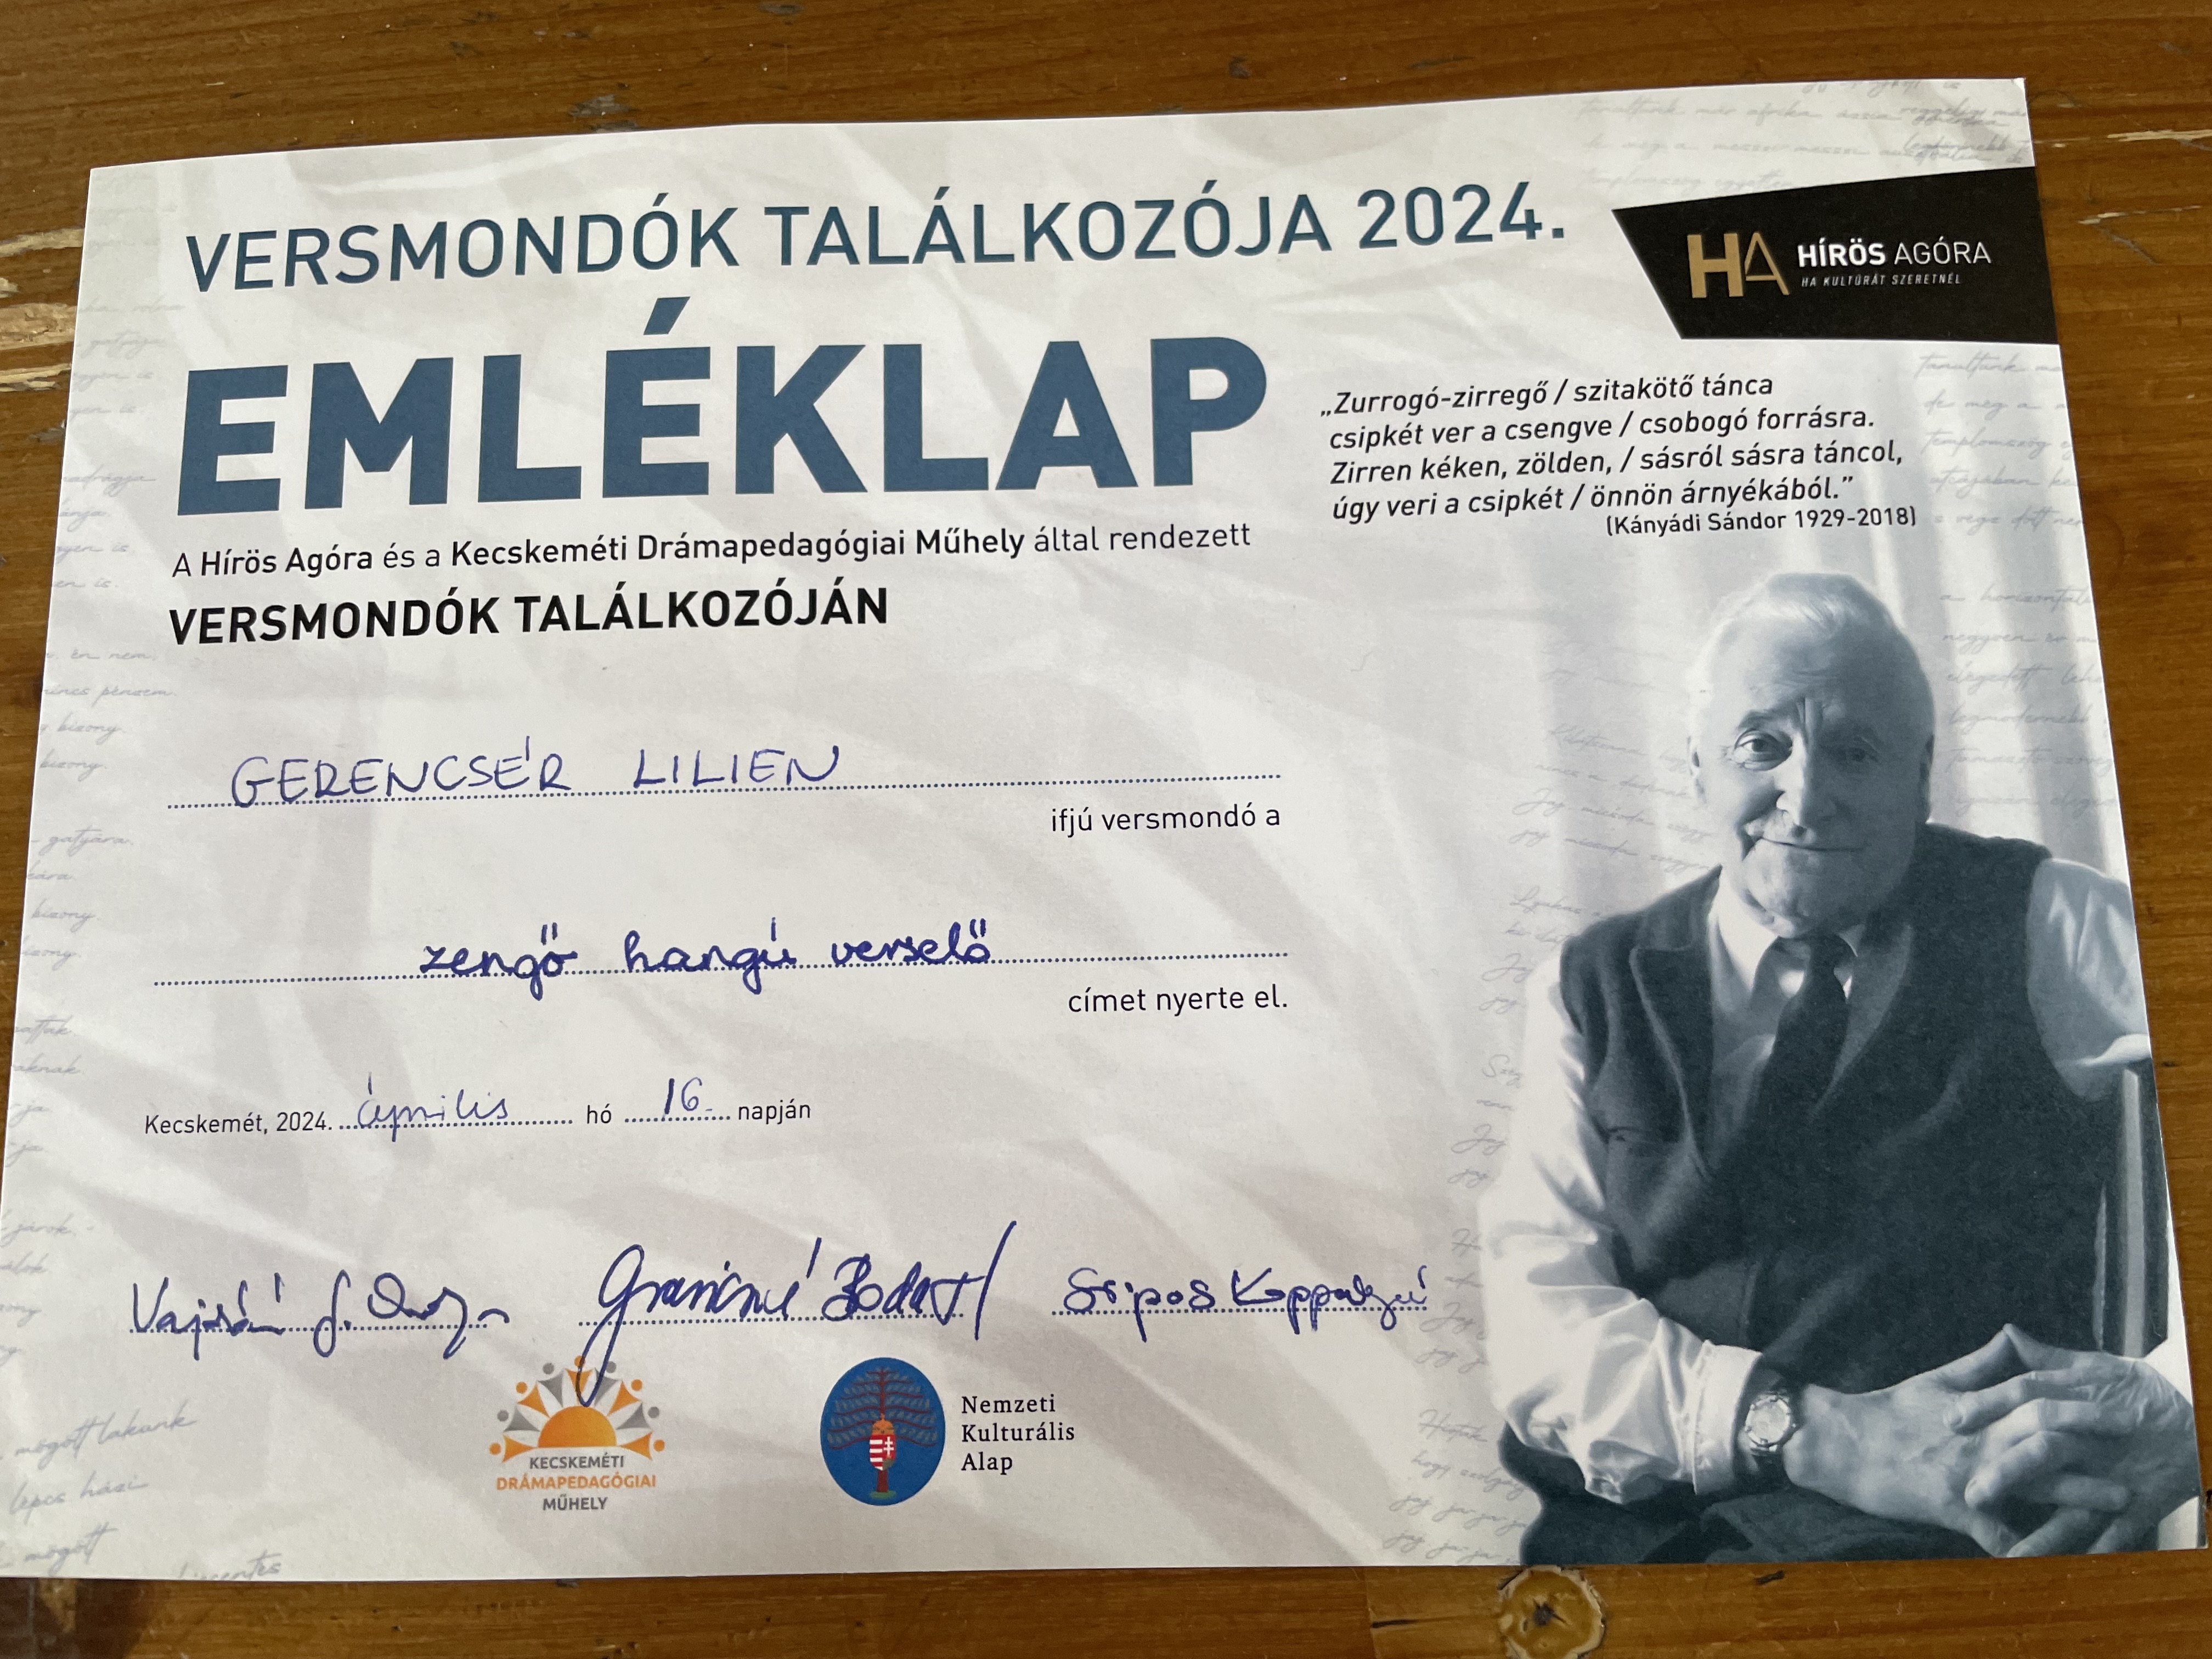 VERSMONDÓK TALÁLKOZÓJA 2024.
HA HÍRÖS AGÓRA
HA KULTÚRÁT SZERETNÉL
EMLÉKLAP
„Zurrogó-zirregő / szitakötő tánca
csipkét ver a csengve / csobogó forrásra.
Zirren kéken, zölden, / sásról sásra táncol,
úgy veri a csipkét / önnön árnyékából.”
(Kányádi Sándor 1929-2018)
A Hírös Agóra és a Kecskeméti Drámapedagógiai Műhely által rendezett
VERSMONDÓK TALÁLKOZÓJÁN
GERENCSÉR LILIEN
ifjú versmondó a
zengő hangú verselő
címet nyerte el.
Kecskemét, 2024. április hó 16. napján
KECSKEMÉTI
DRÁMAPEDAGÓGIAI
MŰHELY
Nemzeti
Kulturális
Alap